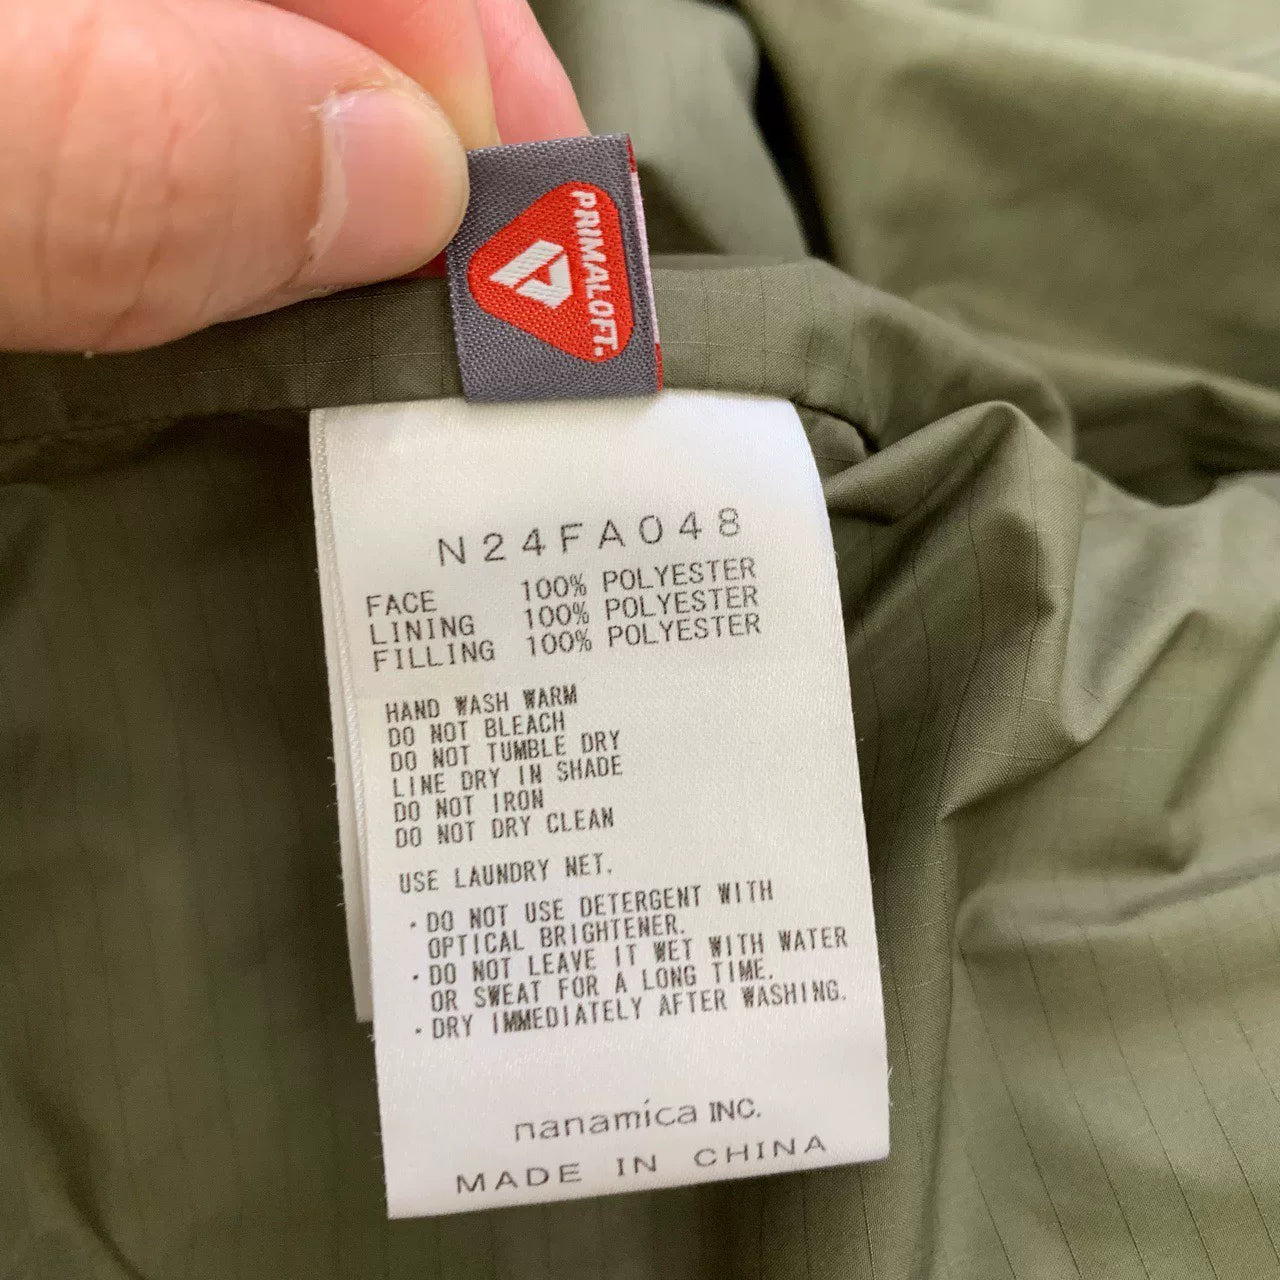 PRIMALOFT.
N24FA048
FACE 100% POLYESTER
LINING 100% POLYESTER
FILLING 100% POLYESTER
HAND WASH WARM
DO NOT BLEACH
DO NOT TUMBLE DRY
LINE DRY IN SHADE
DO NOT IRON
DO NOT DRY CLEAN
USE LAUNDRY NET.
・DO NOT USE DETERGENT WITH
OPTICAL BRIGHTENER.
・DO NOT LEAVE IT WET WITH WATER
OR SWEAT FOR A LONG TIME.
・DRY IMMEDIATELY AFTER WASHING.
nanamica INC.
MADE IN CHINA